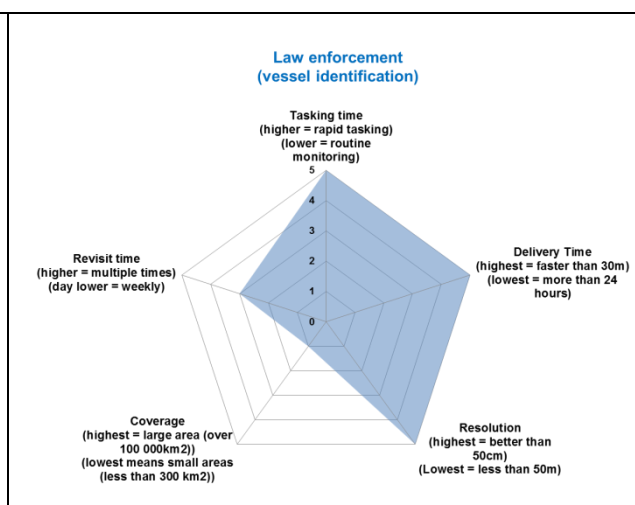 Law enforcement
(vessel identification)
Tasking time
(higher = rapid tasking)
(lower = routine
monitoring)
5
4
3
2
1
0
Delivery Time
(highest = faster than 30m)
(lowest = more than 24
hours)
Revisit time
(higher = multiple times)
(day lower = weekly)
Coverage
(highest = large area (over
100 000km2))
(lowest means small areas
(less than 300 km2))
Resolution
(highest = better than
50cm)
(Lowest = less than 50m)